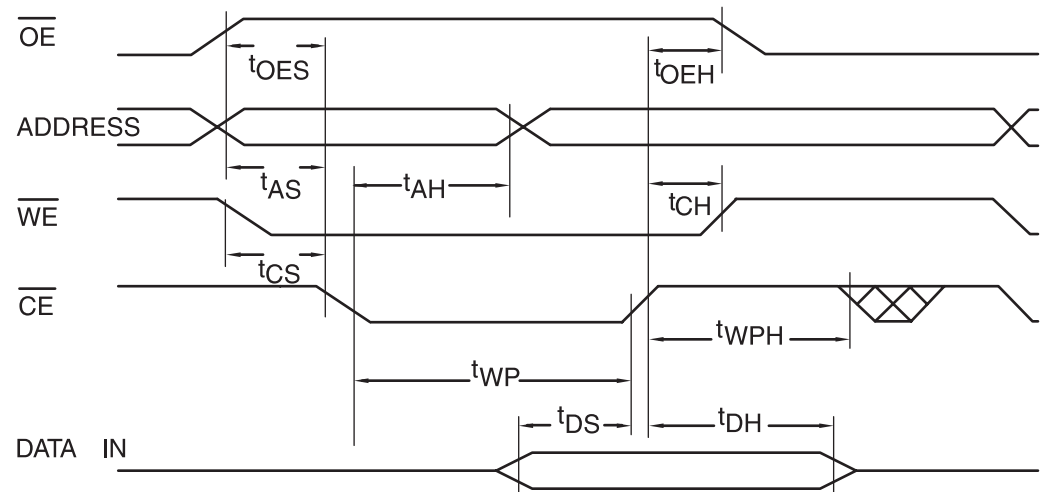 OE
tOES
tOEH
ADDRESS
tAS
tAH
tCH
WE
tCS
CE
tWPH
tWP
tDS
tDH
DATA IN